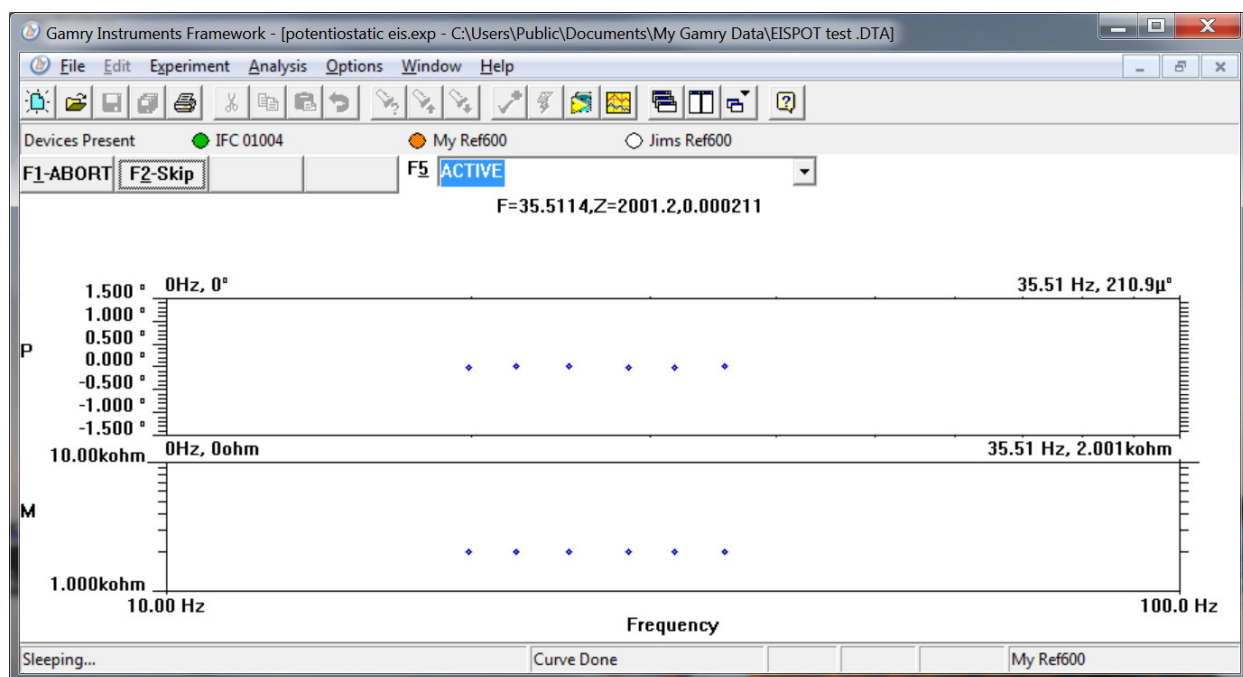 Gamry Instruments Framework - [potentiostatic eis.exp - C:\Users\Public\Documents\My Gamry Data\EISPOT test .DTA]
File Edit Experiment Analysis Options Window Help
Devices Present IFC 01004 My Ref600 Jims Ref600
F1-ABORT F2-Skip F5 ACTIVE
F=35.5114,Z=2001.2,0.000211
0Hz, 0° 35.51 Hz, 210.9µ°
1.500 °
1.000 °
0.500 °
P
0.000 °
-0.500 °
-1.000 °
-1.500 °
0Hz, 0ohm 35.51 Hz, 2.001kohm
10.00kohm
M
1.000kohm
10.00 Hz 100.0 Hz
Frequency
Sleeping... Curve Done My Ref600